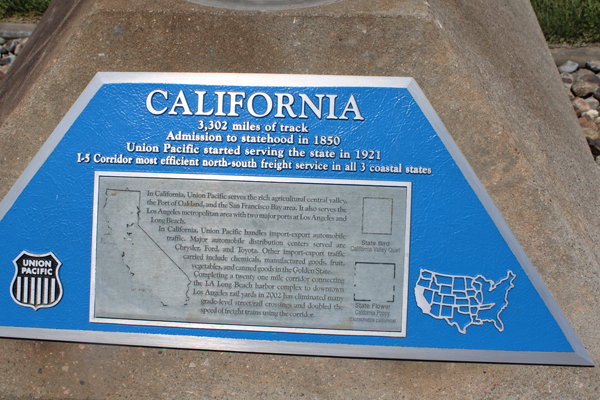 CALIFORNIA
3,302 miles of track
Admission to statehood in 1850
Union Pacific started serving the state in 1921
I-5 Corridor most efficient north-south freight service in all 3 coastal states
In California, Union Pacific serves the rich agricultural central valley,
the Port of Oakland, and the San Francisco Bay area. It also serves the
Los Angeles metropolitan area with two major ports at Los Angeles and
Long Beach.
In California, Union Pacific handles import-export automobile
traffic. Major automobile distribution centers served are
Chrysler, Ford, and Toyota. Other import-export traffic
carried include chemicals, manufactured goods, fruit,
vegetables, and canned goods in the Golden State.
Completing a twenty one mile corridor connecting
the LA Long Beach harbor complex to downtown
Los Angeles rail yards in 2002 has eliminated many
grade-level street/rail crossings and doubled the
speed of freight trains using the corridor.
State Bird
California Valley Quail
State Flower
California Poppy
UNION
PACIFIC